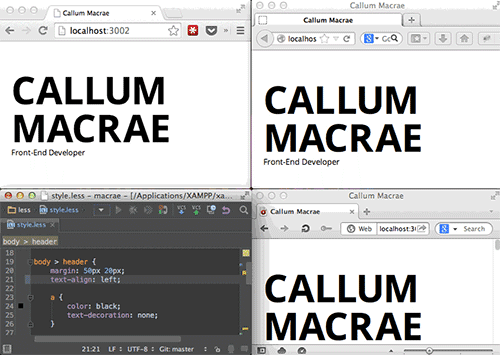 Callum Macrae
localhost:3002
CALLUM
MACRAE
Front-End Developer
Callum Macrae
Callum Macrae
localhos
CALLUM
MACRAE
Front-End Developer
style.less – macrae – [/Applications/XAMPP/xa
less
style.less
style.less
body > header
18
19
20
21
22
23
24
25
26
27
body > header {
margin: 50px 20px;
text-align: left;
a {
color: black;
text-decoration: none;
}
21:21 LF UTF-8 Git: master
Callum Macrae
Callum Macrae
Web localhost:3
Search
CALLUM
MACRAE